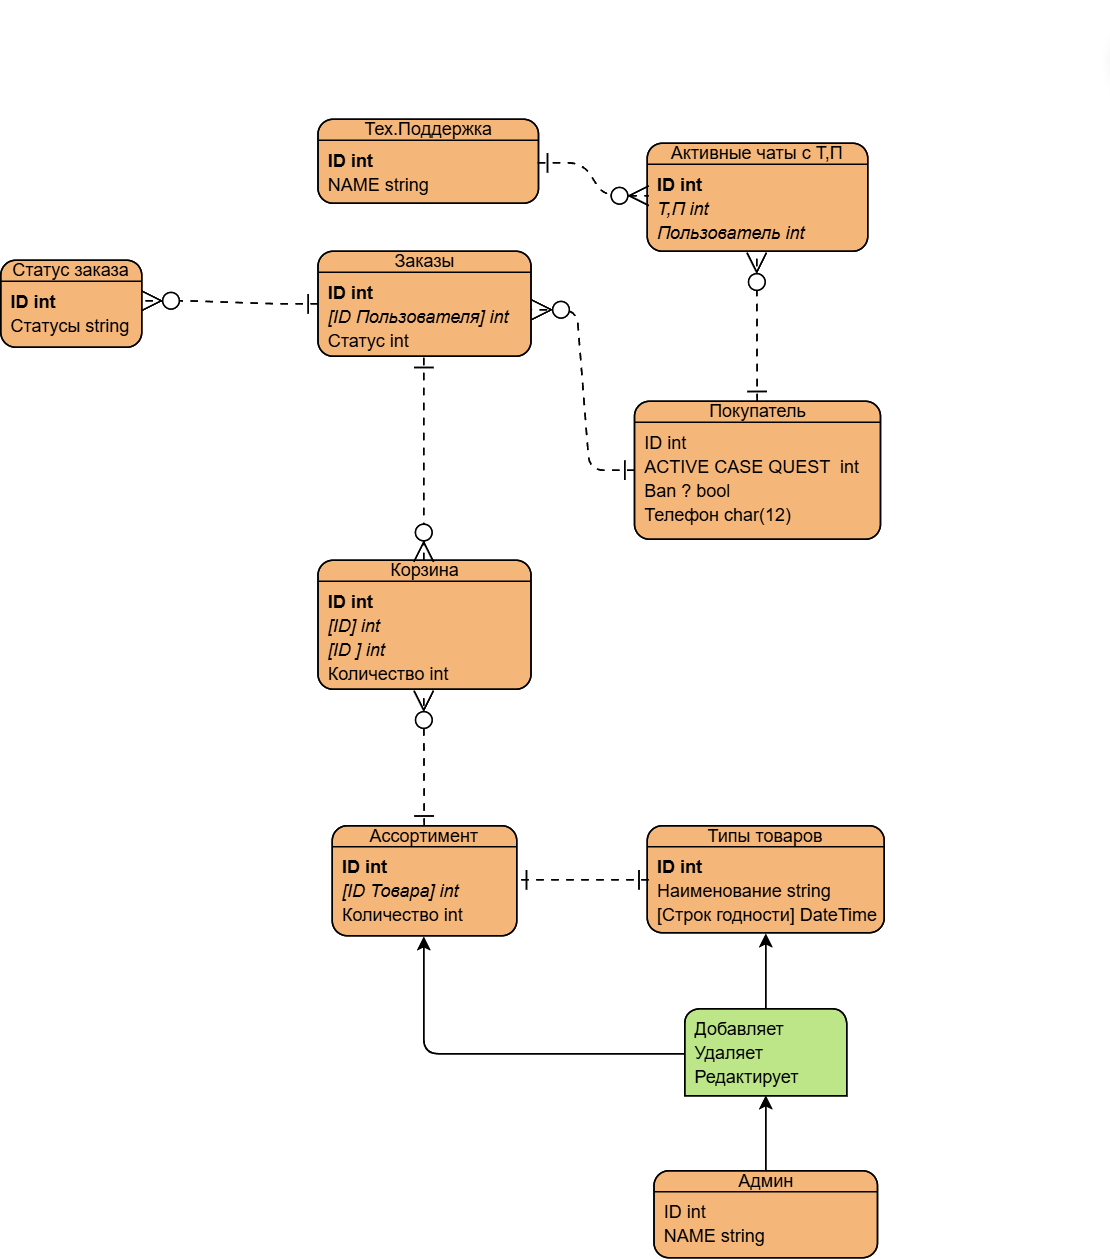 Тех.Поддержка
ID int
NAME string
Активные чаты с Т,П
ID int
Т,П int
Пользователь int
Статус заказа
ID int
Статусы string
Заказы
ID int
[ID Пользователя] int
Статус int
Покупатель
ID int
ACTIVE CASE QUEST int
Ban ? bool
Телефон char(12)
Корзина
ID int
[ID] int
[ID ] int
Количество int
Ассортимент
ID int
[ID Товара] int
Количество int
Типы товаров
ID int
Наименование string
[Строк годности] DateTime
Добавляет
Удаляет
Редактирует
Админ
ID int
NAME string